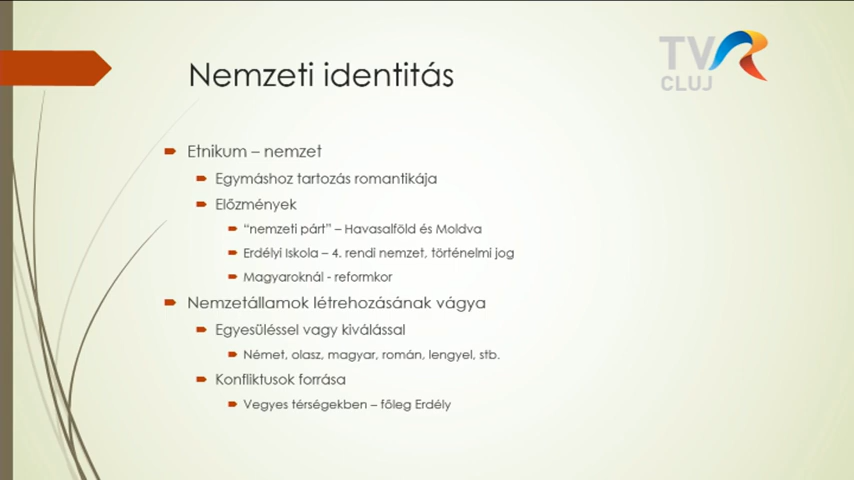 TVR
CLUJ
Nemzeti identitás
Etnikum – nemzet
Egymáshoz tartozás romantikája
Előzmények
“nemzeti párt” – Havasalföld és Moldva
Erdélyi Iskola – 4. rendi nemzet, történelmi jog
Magyaroknál - reformkor
Nemzetállamok létrehozásának vágya
Egyesüléssel vagy kiválással
Német, olasz, magyar, román, lengyel, stb.
Konfliktusok forrása
Vegyes térségekben – főleg Erdély